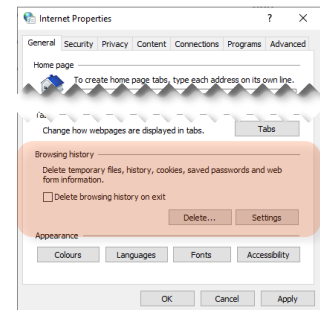 Internet Properties ? ×
General Security Privacy Content Connections Programs Advanced
Home page
To create home page tabs, type each address on its own line.
Change how webpages are displayed in tabs. Tabs
Browsing history
Delete temporary files, history, cookies, saved passwords and web
form information.
Delete browsing history on exit
Delete... Settings
Appearance
Colours Languages Fonts Accessibility
OK Cancel Apply